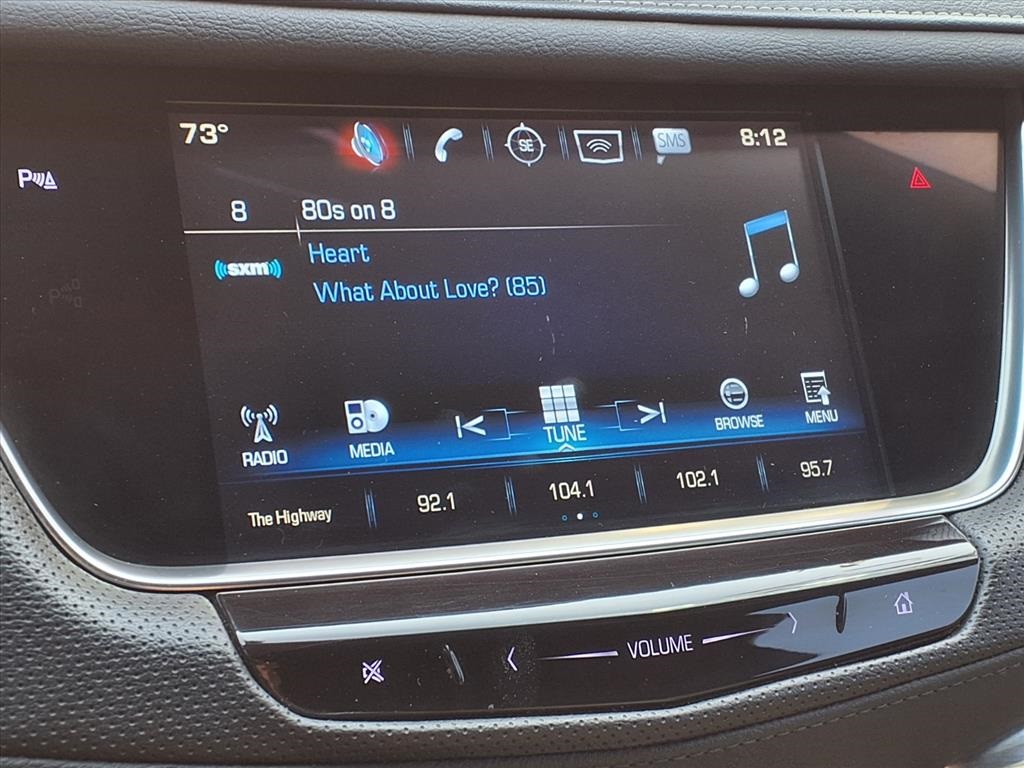 73° SE SMS 8:12
P
8 80s on 8
sxm Heart
What About Love? (85)
RADIO MEDIA TUNE BROWSE MENU
The Highway 92.1 104.1 102.1 95.7
VOLUME